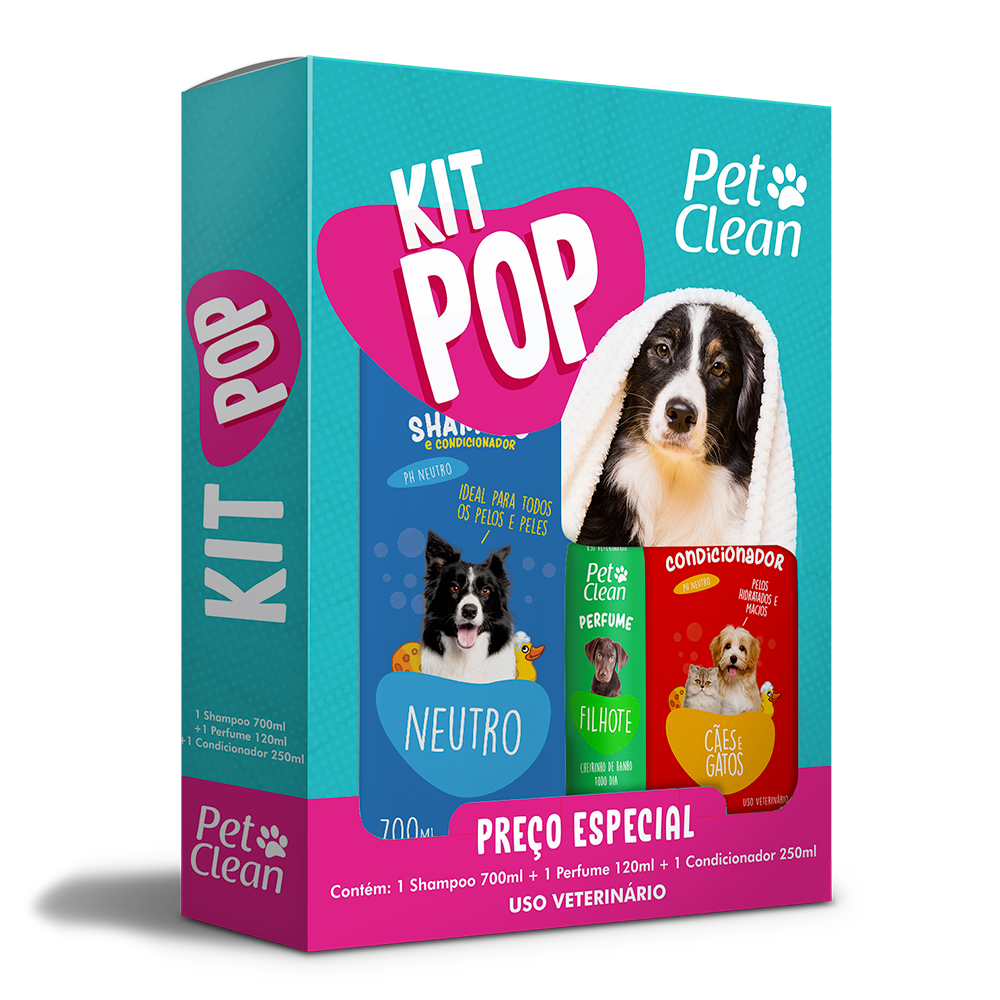 KIT
POP
Pet
Clean
SHAMPOO
e CONDICIONADOR
PH NEUTRO
IDEAL PARA TODOS
OS PELOS E PELES
NEUTRO
700ML
USO VETERINÁRIO
Pet
Clean
PERFUME
FILHOTE
CHEIRINHO DE BANHO
TODO DIA
CONDICIONADOR
PH NEUTRO
PELOS
HIDRATADOS E
MACIOS
CÃES E
GATOS
USO VETERINÁRIO
PREÇO ESPECIAL
Contém: 1 Shampoo 700ml + 1 Perfume 120ml + 1 Condicionador 250ml
USO VETERINÁRIO
KIT POP
1 Shampoo 700ml
+1 Perfume 120ml
+1 Condicionador 250ml
Pet
Clean